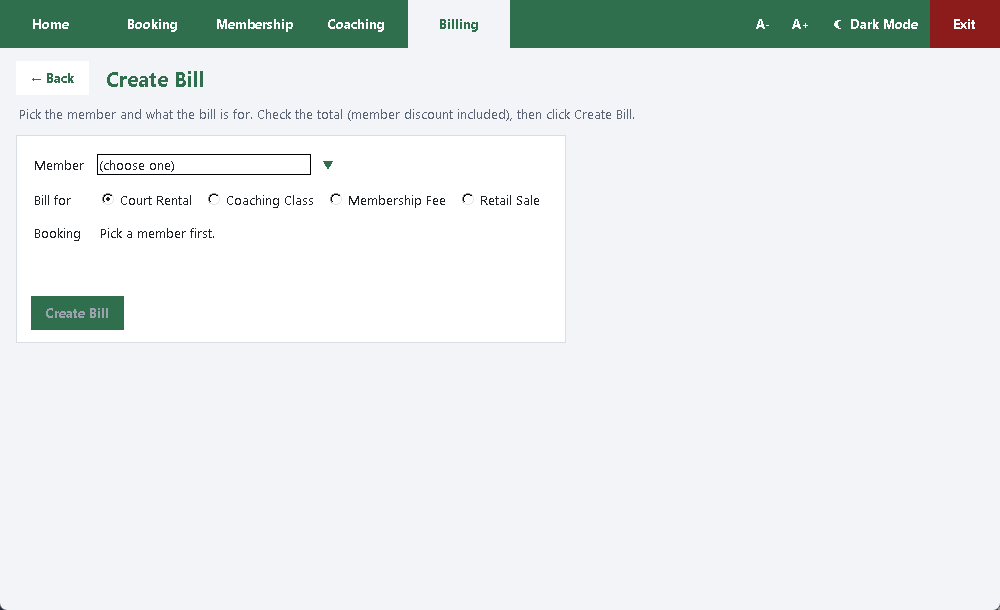 Home Booking Membership Coaching Billing A- A+ ☾ Dark Mode Exit
← Back Create Bill
Pick the member and what the bill is for. Check the total (member discount included), then click Create Bill.
Member (choose one) ▼
Bill for Court Rental Coaching Class Membership Fee Retail Sale
Booking Pick a member first.
Create Bill